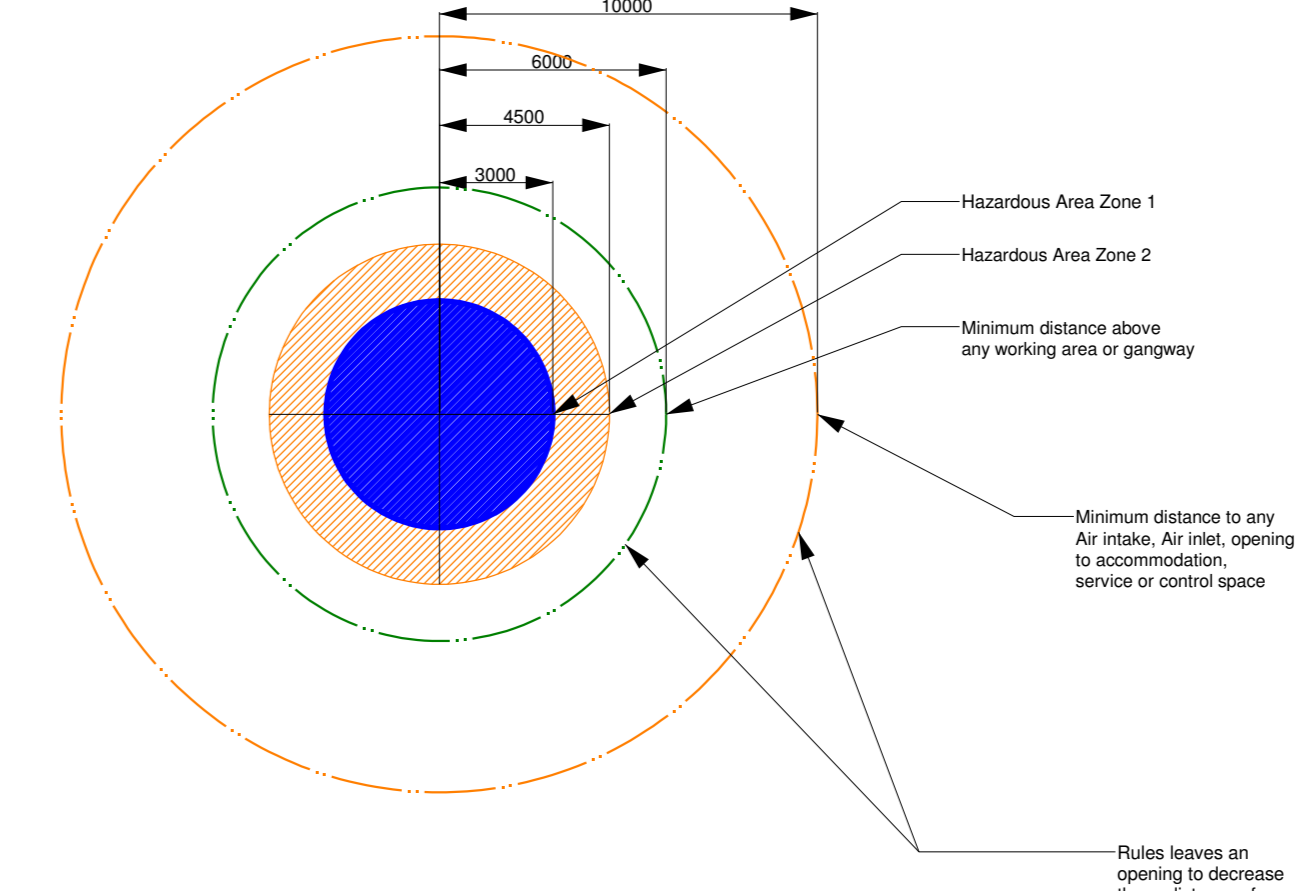 10000
6000
4500
3000
Hazardous Area Zone 1
Hazardous Area Zone 2
Minimum distance above
any working area or gangway
Minimum distance to any
Air intake, Air inlet, opening
to accommodation,
service or control space
Rules leaves an
opening to decrease